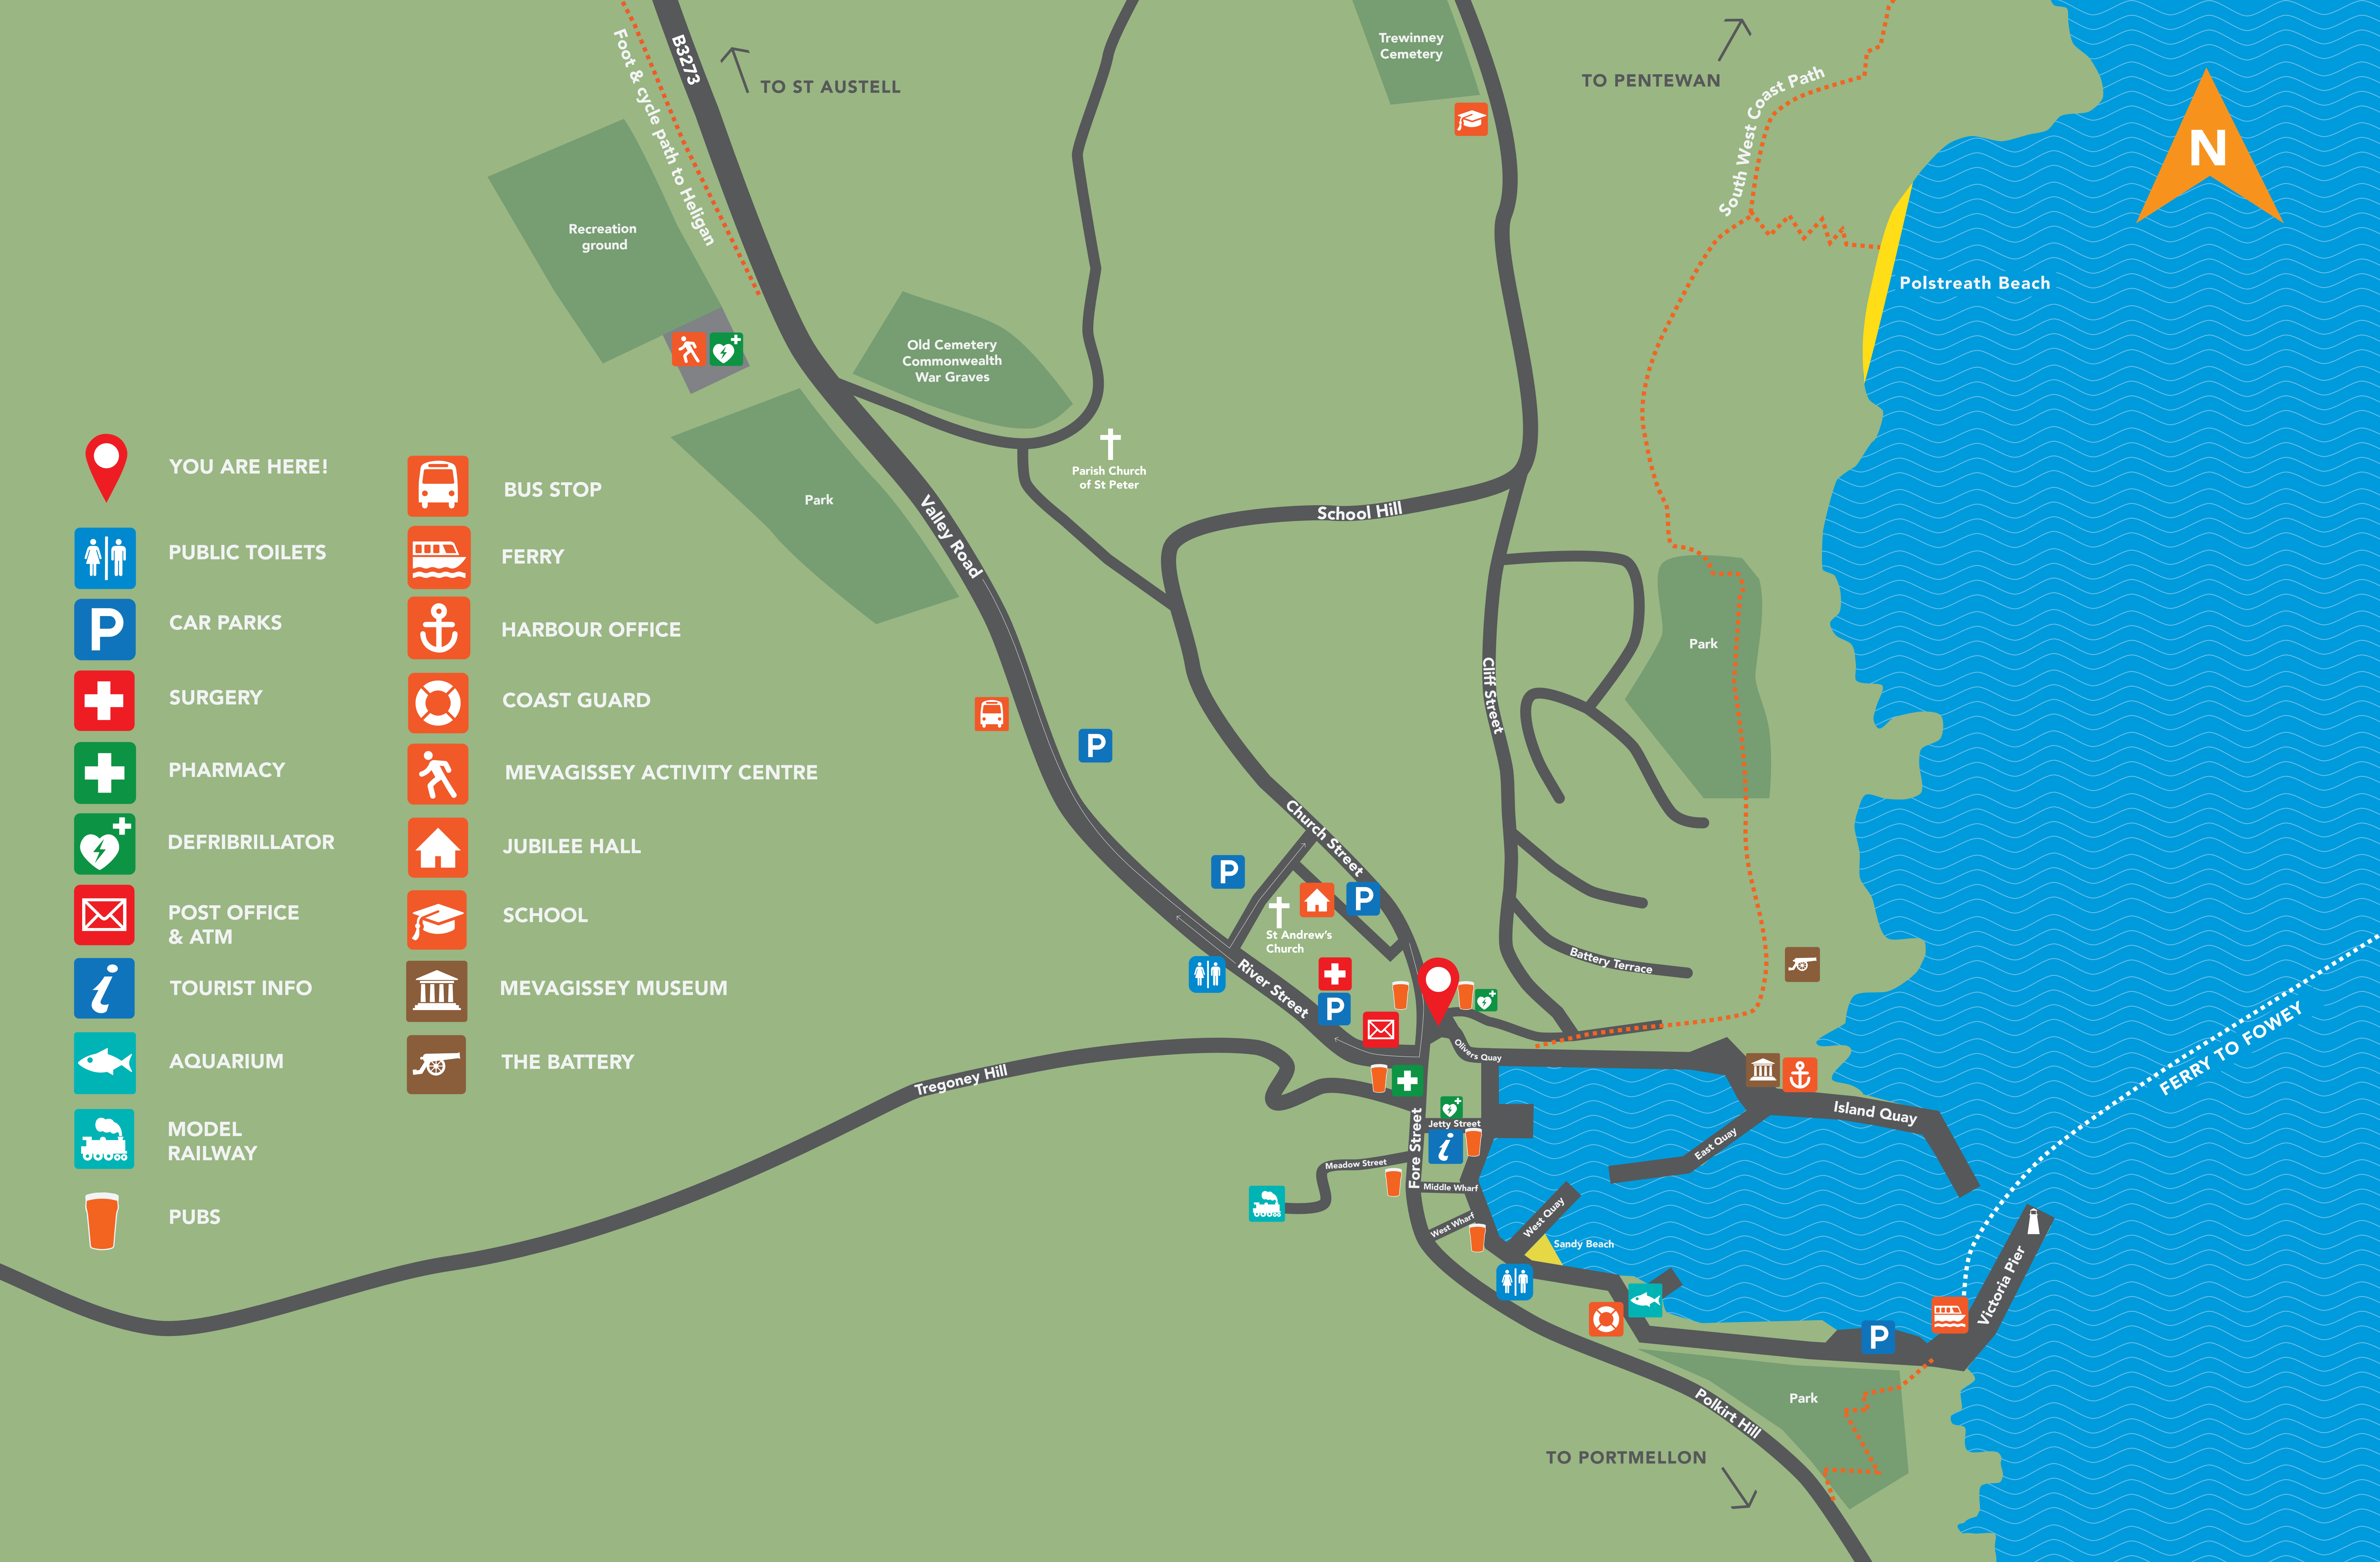 B3273
Foot & cycle path to Heligan
TO ST AUSTELL
Trewinney
Cemetery
TO PENTEWAN
South West Coast Path
N
Recreation
ground
Polstreath Beach
Old Cemetery
Commonwealth
War Graves
Parish Church
of St Peter
Park
Valley Road
School Hill
Cliff Street
Park
YOU ARE HERE!
PUBLIC TOILETS
P
CAR PARKS
SURGERY
PHARMACY
DEFRIBRILLATOR
POST OFFICE
& ATM
i
TOURIST INFO
AQUARIUM
MODEL
RAILWAY
PUBS
BUS STOP
FERRY
HARBOUR OFFICE
COAST GUARD
MEVAGISSEY ACTIVITY CENTRE
JUBILEE HALL
SCHOOL
MEVAGISSEY MUSEUM
THE BATTERY
P
Church Street
P
P
St Andrew's
Church
River Street
P
Battery Terrace
Olivers Quay
FERRY TO FOWEY
Tregoney Hill
Fore Street
Jetty Street
i
Meadow Street
Middle Wharf
West Wharf
West Quay
Sandy Beach
East Quay
Island Quay
Victoria Pier
P
Park
Polkirt Hill
TO PORTMELLON